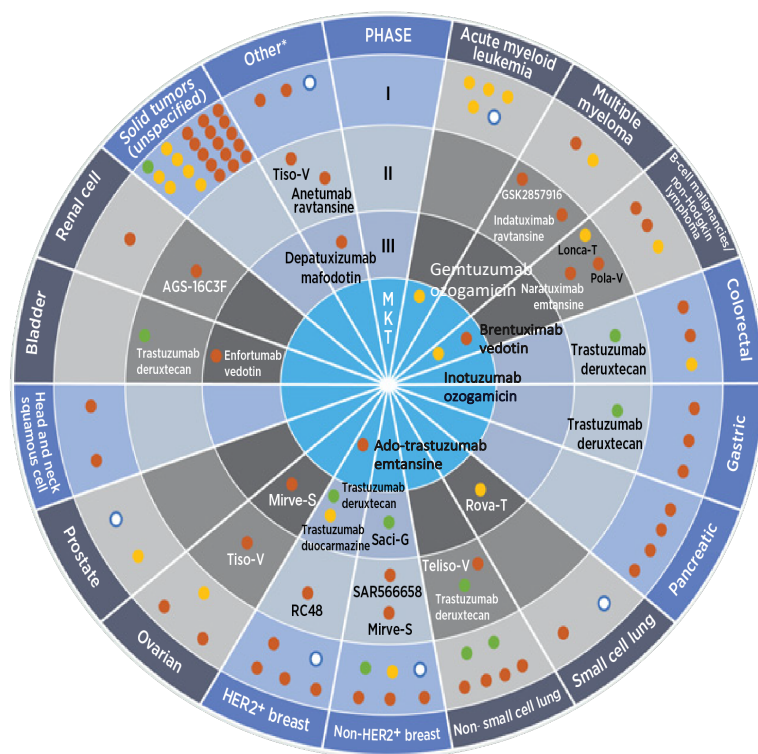 PHASE
I
II
III
MKT
Acute myeloid
leukemia
Multiple
myeloma
B-cell malignancies/
non-Hodgkin
lymphoma
Colorectal
Gastric
Pancreatic
Small cell lung
Non-small cell lung
Non-HER2+ breast
HER2+ breast
Ovarian
Prostate
Head and neck
squamous cell
Bladder
Renal cell
Solid tumors
(unspecified)
Other*
Tiso-V
Anetumab
ravtansine
Depatuxizumab
mafodotin
GSK2857916
Indatuximab
ravtansine
Lonca-T
Pola-V
Naratuximab
emtansine
Gemtuzumab
ozogamicin
Brentuximab
vedotin
Inotuzumab
ozogamicin
Ado-trastuzumab
emtansine
AGS-16C3F
Trastuzumab
deruxtecan
Enfortumab
vedotin
Trastuzumab
deruxtecan
Trastuzumab
deruxtecan
Mirve-S
Trastuzumab
deruxtecan
Trastuzumab
duocarmazine
Saci-G
Rova-T
Tiso-V
RC48
SAR566658
Mirve-S
Teliso-V
Trastuzumab
deruxtecan